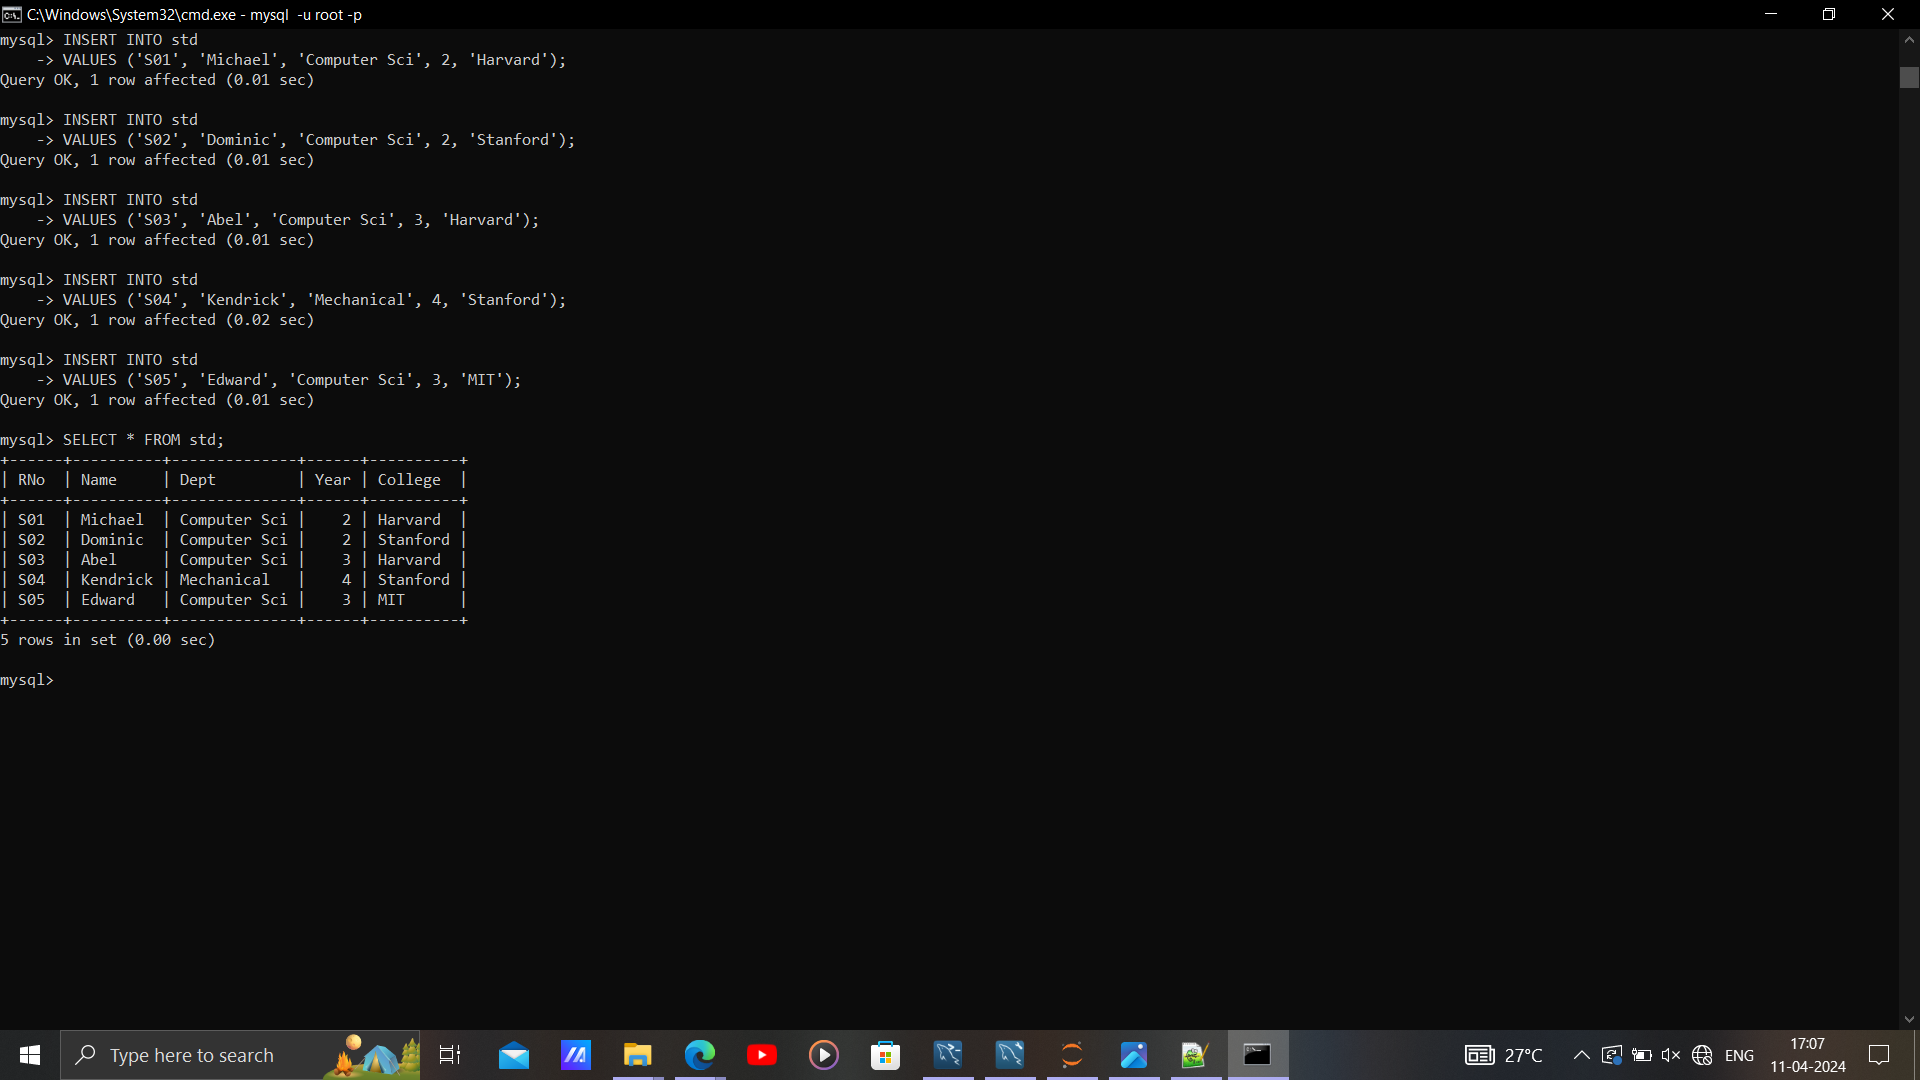 C:\Windows\System32\cmd.exe - mysql  -u root -p
mysql> INSERT INTO std
    -> VALUES ('S01', 'Michael', 'Computer Sci', 2, 'Harvard');
Query OK, 1 row affected (0.01 sec)

mysql> INSERT INTO std
    -> VALUES ('S02', 'Dominic', 'Computer Sci', 2, 'Stanford');
Query OK, 1 row affected (0.01 sec)

mysql> INSERT INTO std
    -> VALUES ('S03', 'Abel', 'Computer Sci', 3, 'Harvard');
Query OK, 1 row affected (0.01 sec)

mysql> INSERT INTO std
    -> VALUES ('S04', 'Kendrick', 'Mechanical', 4, 'Stanford');
Query OK, 1 row affected (0.02 sec)

mysql> INSERT INTO std
    -> VALUES ('S05', 'Edward', 'Computer Sci', 3, 'MIT');
Query OK, 1 row affected (0.01 sec)

mysql> SELECT * FROM std;
+------+----------+--------------+------+----------+
| RNo  | Name     | Dept         | Year | College  |
+------+----------+--------------+------+----------+
| S01  | Michael  | Computer Sci |    2 | Harvard  |
| S02  | Dominic  | Computer Sci |    2 | Stanford |
| S03  | Abel     | Computer Sci |    3 | Harvard  |
| S04  | Kendrick | Mechanical   |    4 | Stanford |
| S05  | Edward   | Computer Sci |    3 | MIT      |
+------+----------+--------------+------+----------+
5 rows in set (0.00 sec)

mysql>
Type here to search
27°C
ENG
17:07
11-04-2024